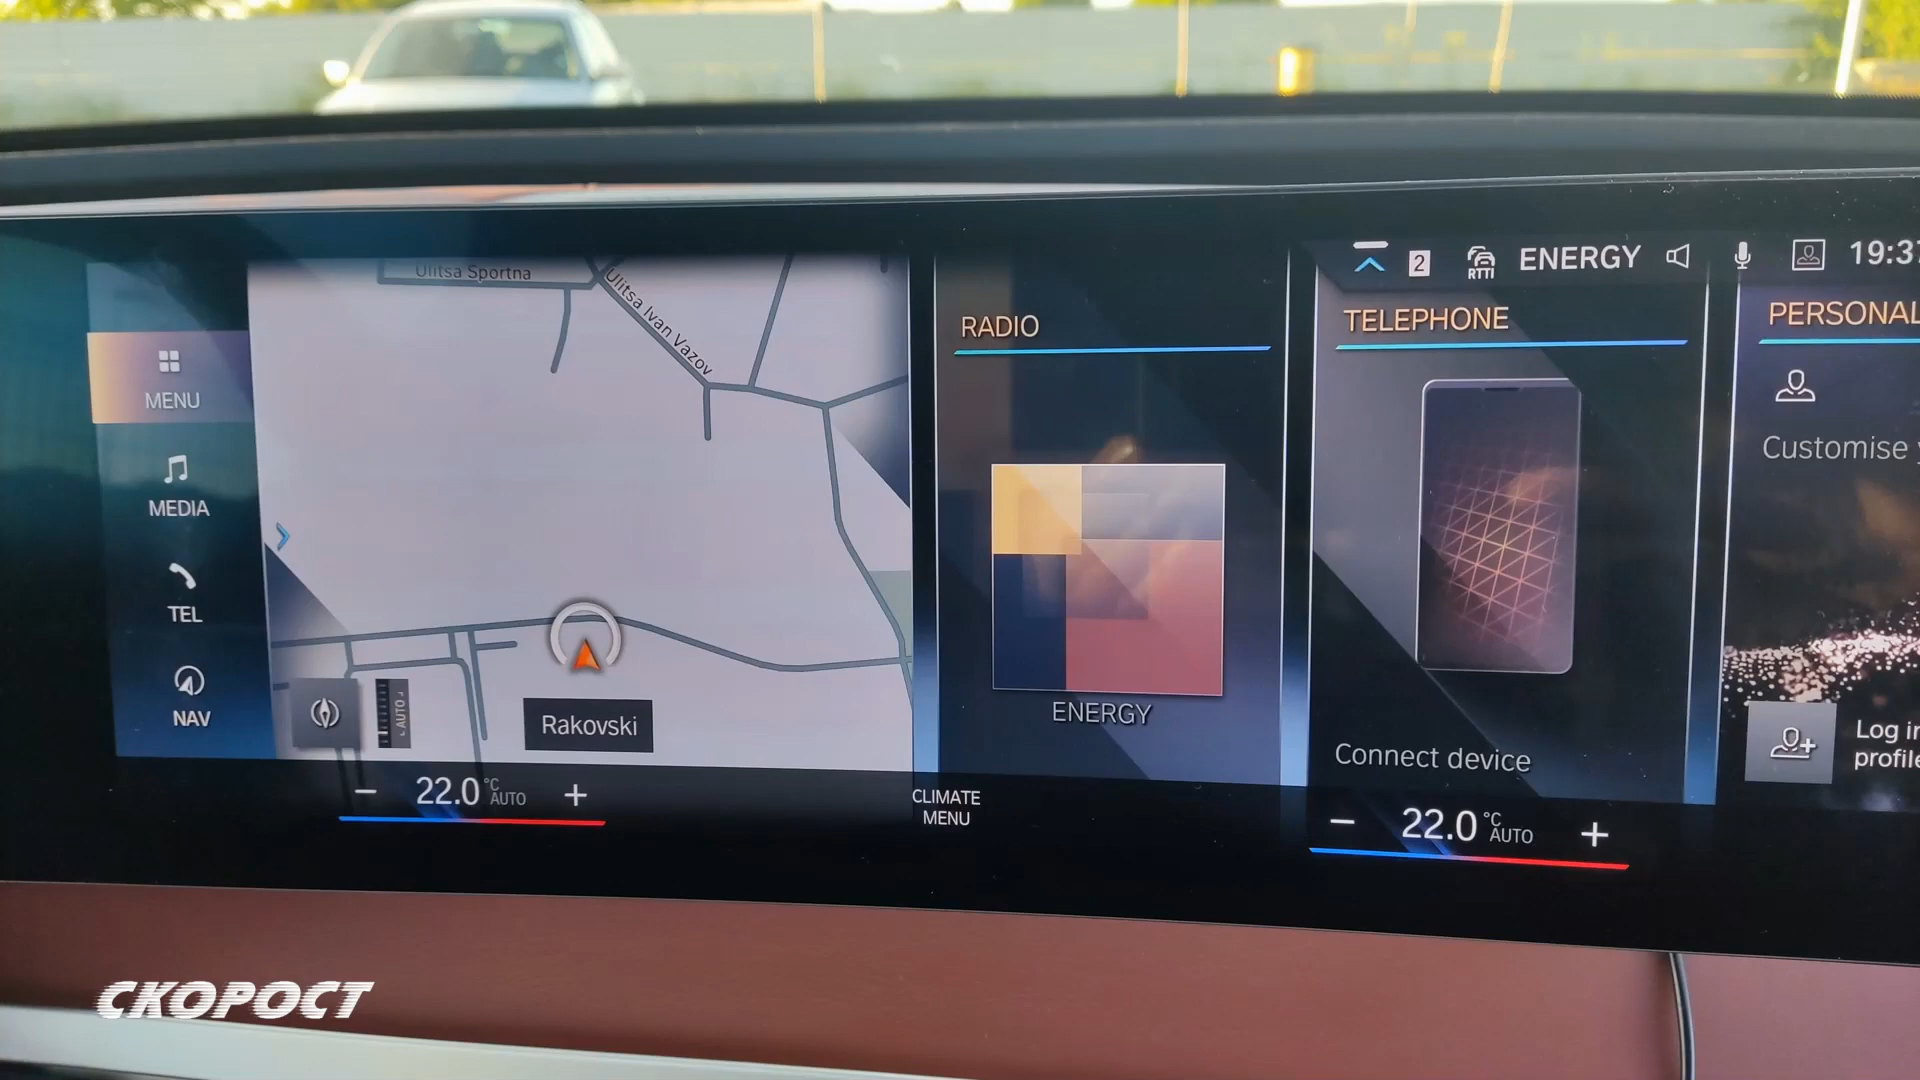 Ulitsa Sportna
Ulitsa Ivan Vazov
MENU
MEDIA
TEL
NAV
AUTO
Rakovski
RADIO
ENERGY
2
RTTI
ENERGY
19:37
TELEPHONE
Connect device
PERSONAL
Customise
Log in
profile
22.0 °C AUTO
CLIMATE
MENU
22.0 °C AUTO
СКОРОСТ